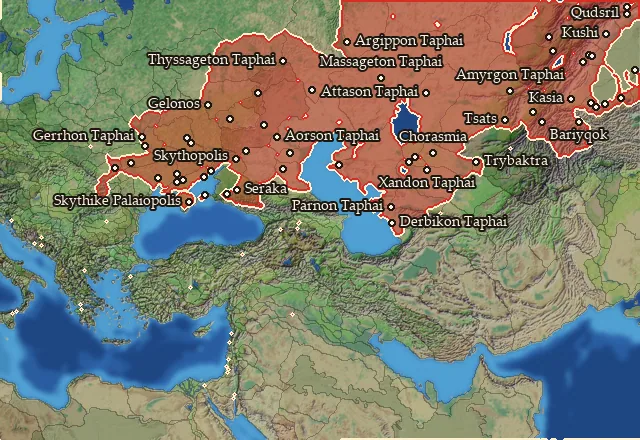 Qudsril
Kushi
Argippon Taphai
Thyssageton Taphai
Massageton Taphai
Amyrgon Taphai
Attason Taphai
Kasia
Gelonos
Tsats
Gerrhon Taphai
Aorson Taphai
Chorasmia
Bariyqok
Skythopolis
Trybaktra
Xandon Taphai
Seraka
Skythike Palaiopolis
Parnon Taphai
Derbikon Taphai